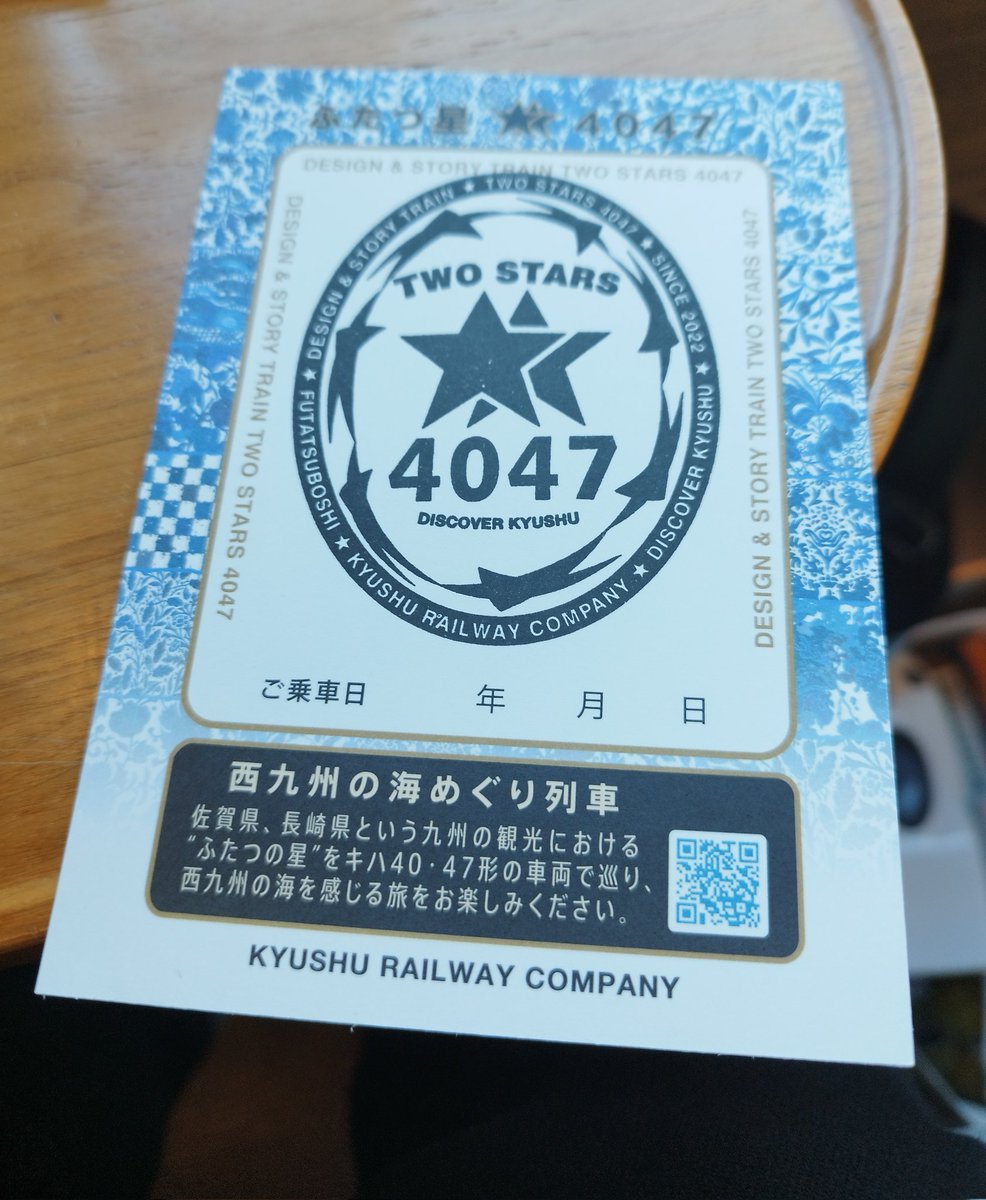 ふたつ星 4047
DESIGN & STORY TRAIN TWO STARS 4047
DESIGN & STORY TRAIN TWO STARS 4047
DESIGN & STORY TRAIN TWO STARS 4047
★ DESIGN & STORY TRAIN ★ TWO STARS 4047 ★ SINCE 2022 ★ DISCOVER KYUSHU ★ KYUSHU RAILWAY COMPANY ★ FUTATSUBOSHI
TWO STARS
4047
DISCOVER KYUSHU
ご乗車日 年 月 日
西九州の海めぐり列車
佐賀県、長崎県という九州の観光における
“ふたつの星”をキハ40・47形の車両で巡り、
西九州の海を感じる旅をお楽しみください。
KYUSHU RAILWAY COMPANY